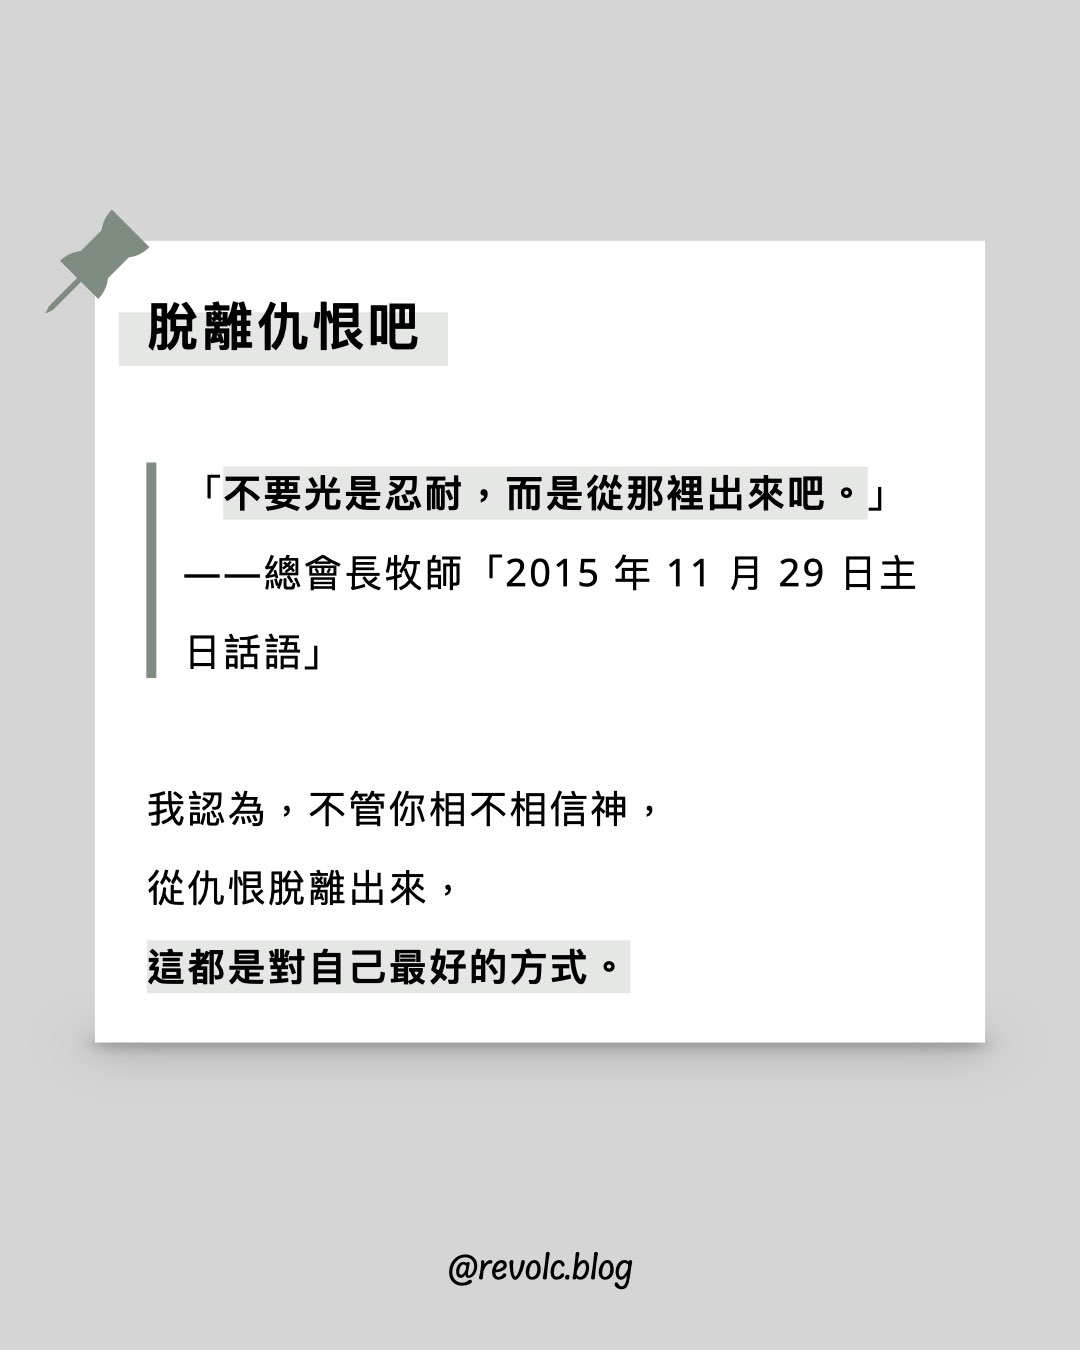 脫離仇恨吧
「不要光是忍耐，而是從那裡出來吧。」
——總會長牧師「2015 年 11 月 29 日主
日話語」
我認為，不管你相不相信神，
從仇恨脫離出來，
這都是對自己最好的方式。
@revolc.blog